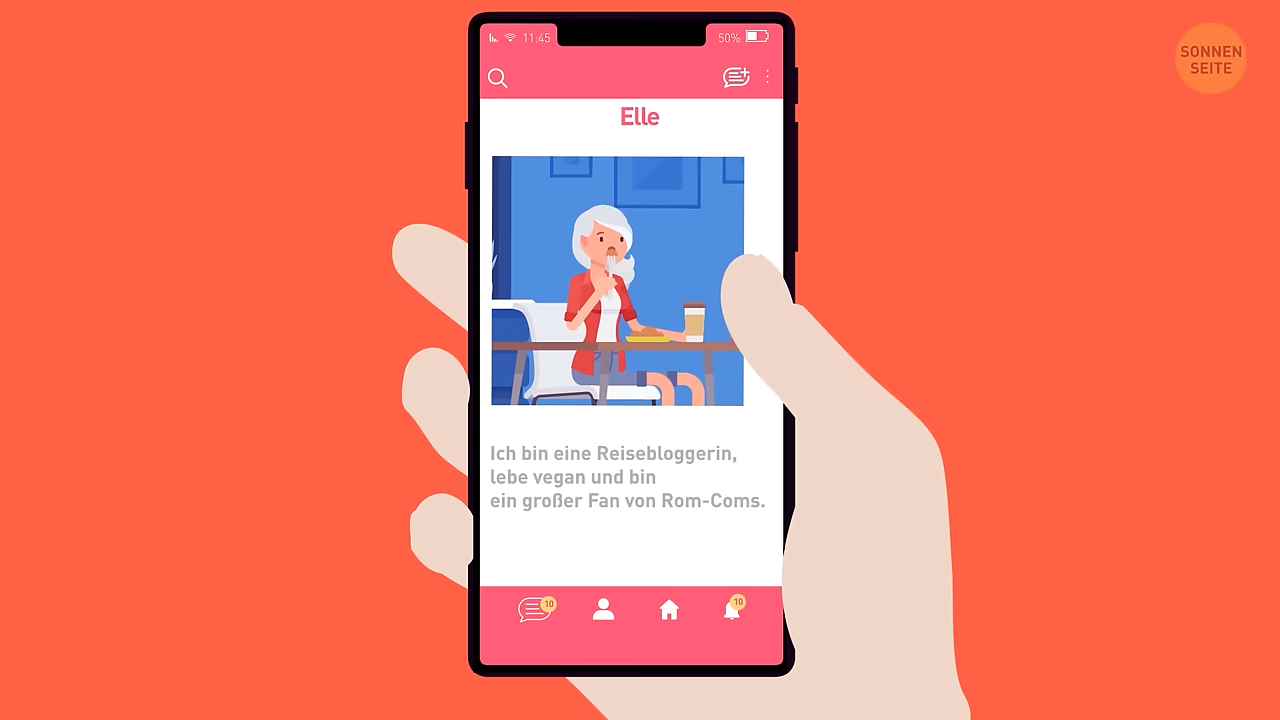 11:45
50%
SONNEN
SEITE
Elle
Ich bin eine Reisebloggerin,
lebe vegan und bin
ein großer Fan von Rom-Coms.
10
10